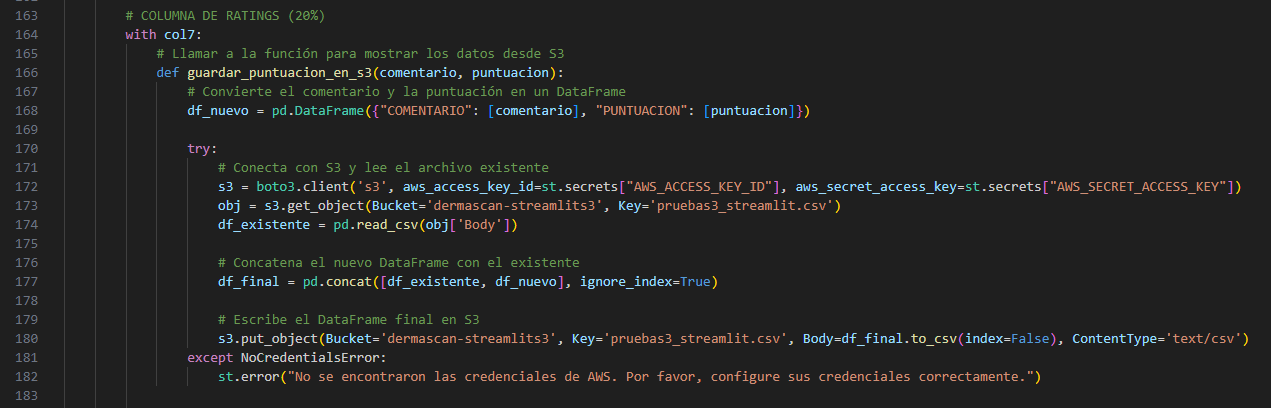 163 # COLUMNA DE RATINGS (20%)
164 with col7:
165 # Llamar a la función para mostrar los datos desde S3
166 def guardar_puntuacion_en_s3(comentario, puntuacion):
167 # Convierte el comentario y la puntuación en un DataFrame
168 df_nuevo = pd.DataFrame({"COMENTARIO": [comentario], "PUNTUACION": [puntuacion]})
169
170 try:
171 # Conecta con S3 y lee el archivo existente
172 s3 = boto3.client('s3', aws_access_key_id=st.secrets["AWS_ACCESS_KEY_ID"], aws_secret_access_key=st.secrets["AWS_SECRET_ACCESS_KEY"])
173 obj = s3.get_object(Bucket='dermascan-streamlits3', Key='pruebas3_streamlit.csv')
174 df_existente = pd.read_csv(obj['Body'])
175
176 # Concatena el nuevo DataFrame con el existente
177 df_final = pd.concat([df_existente, df_nuevo], ignore_index=True)
178
179 # Escribe el DataFrame final en S3
180 s3.put_object(Bucket='dermascan-streamlits3', Key='pruebas3_streamlit.csv', Body=df_final.to_csv(index=False), ContentType='text/csv')
181 except NoCredentialsError:
182 st.error("No se encontraron las credenciales de AWS. Por favor, configure sus credenciales correctamente.")
183